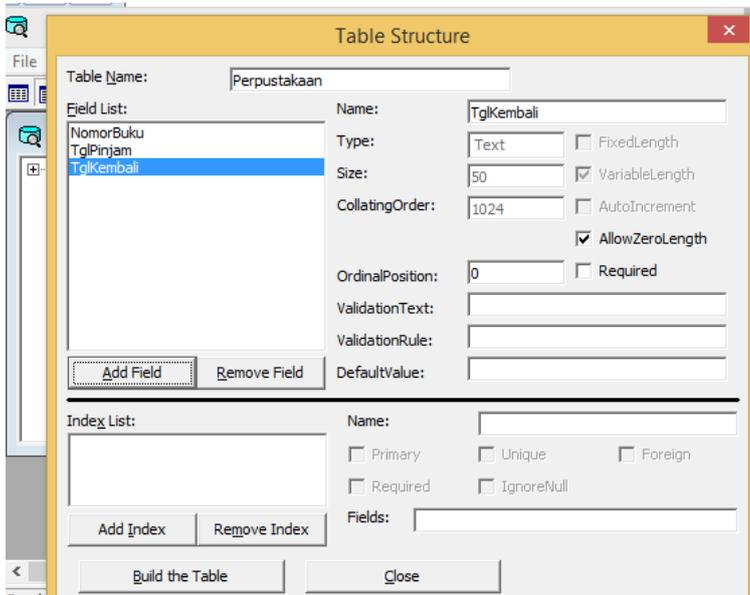 Table Structure
File
Table Name: Perpustakaan
Field List:
NomorBuku
TglPinjam
TglKembali
Add Field Remove Field
Name: TglKembali
Type: Text FixedLength
Size: 50 VariableLength
CollatingOrder: 1024 AutoIncrement
AllowZeroLength
OrdinalPosition: 0 Required
ValidationText:
ValidationRule:
DefaultValue:
Index List:
Add Index Remove Index
Name:
Primary Unique Foreign
Required IgnoreNull
Fields:
Build the Table Close